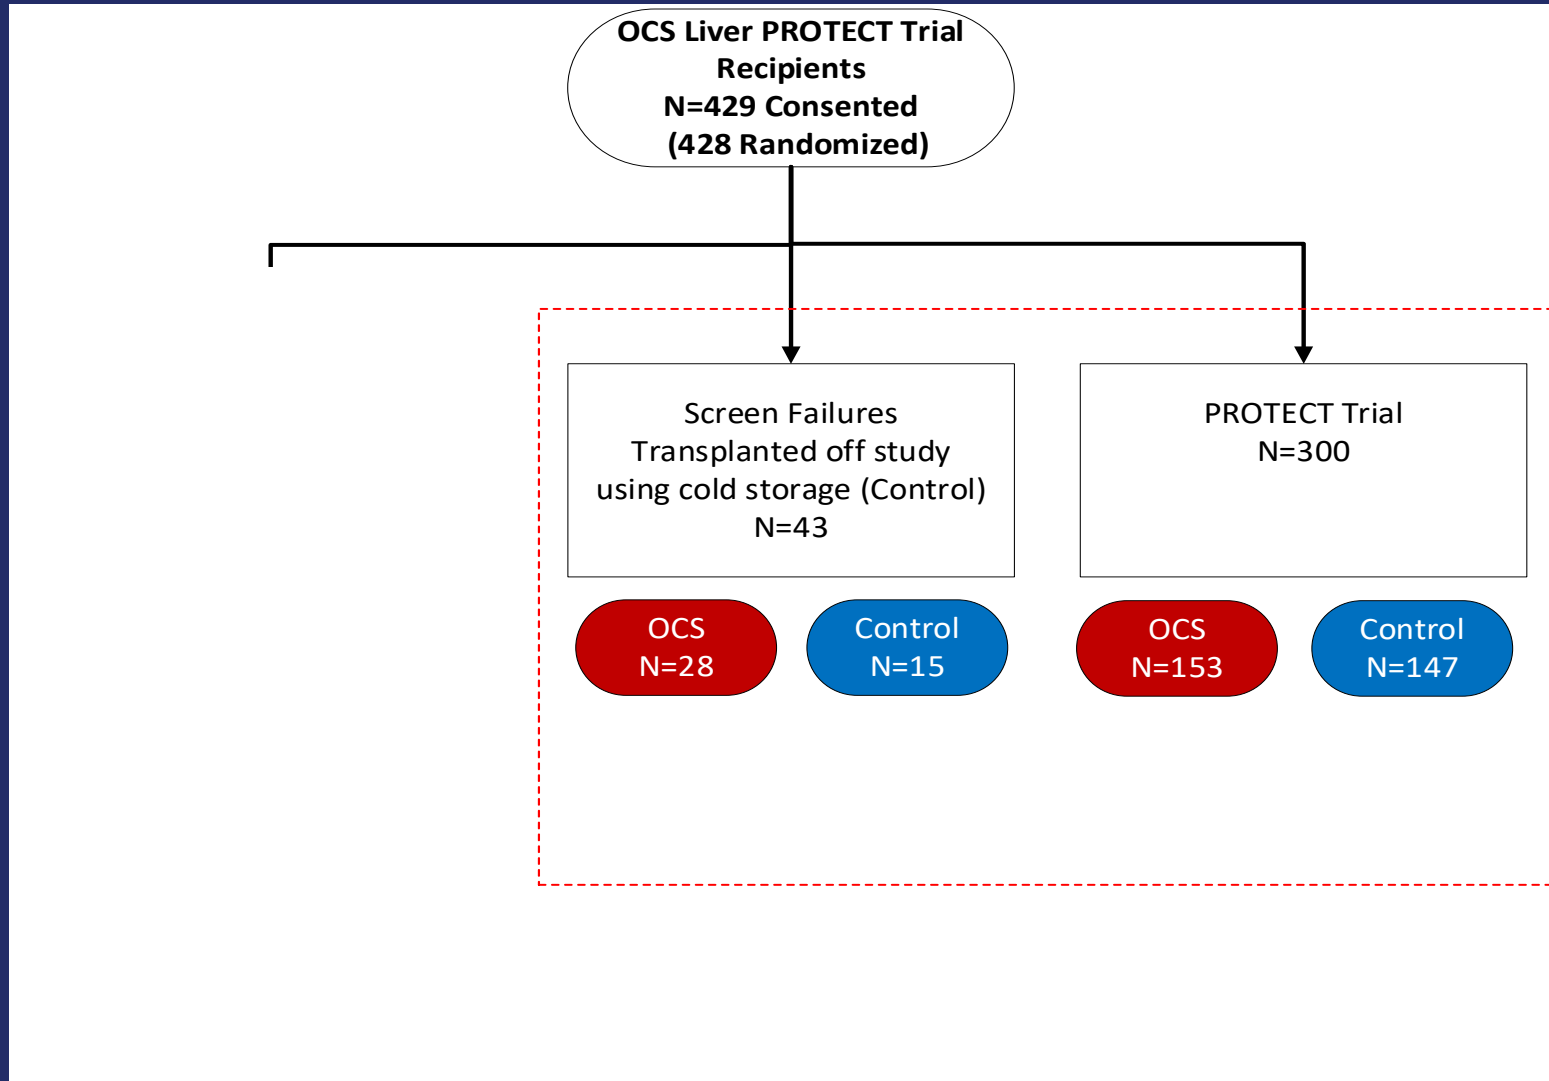 OCS Liver PROTECT Trial
Recipients
N=429 Consented
(428 Randomized)
Screen Failures
Transplanted off study
using cold storage (Control)
N=43
PROTECT Trial
N=300
OCS
N=28
Control
N=15
OCS
N=153
Control
N=147